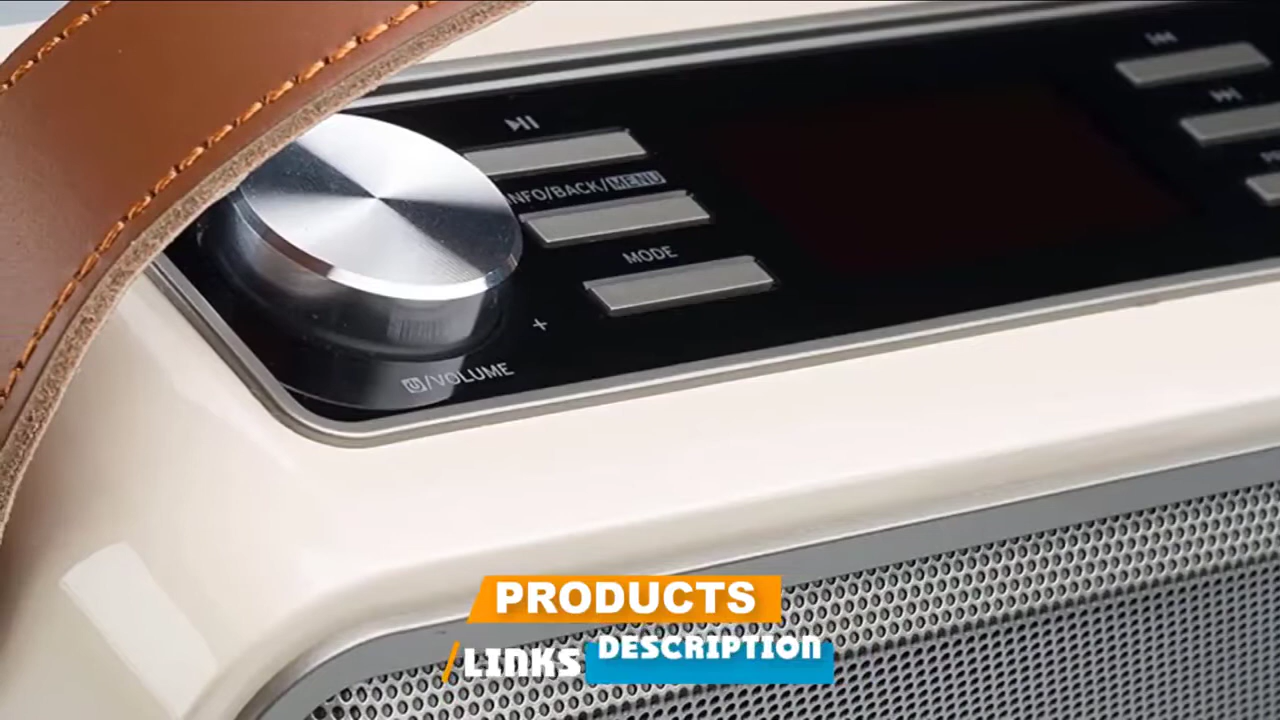 INFO/BACK/MENU
MODE
+
/VOLUME
PRODUCTS
/LINKS DESCRIPTION